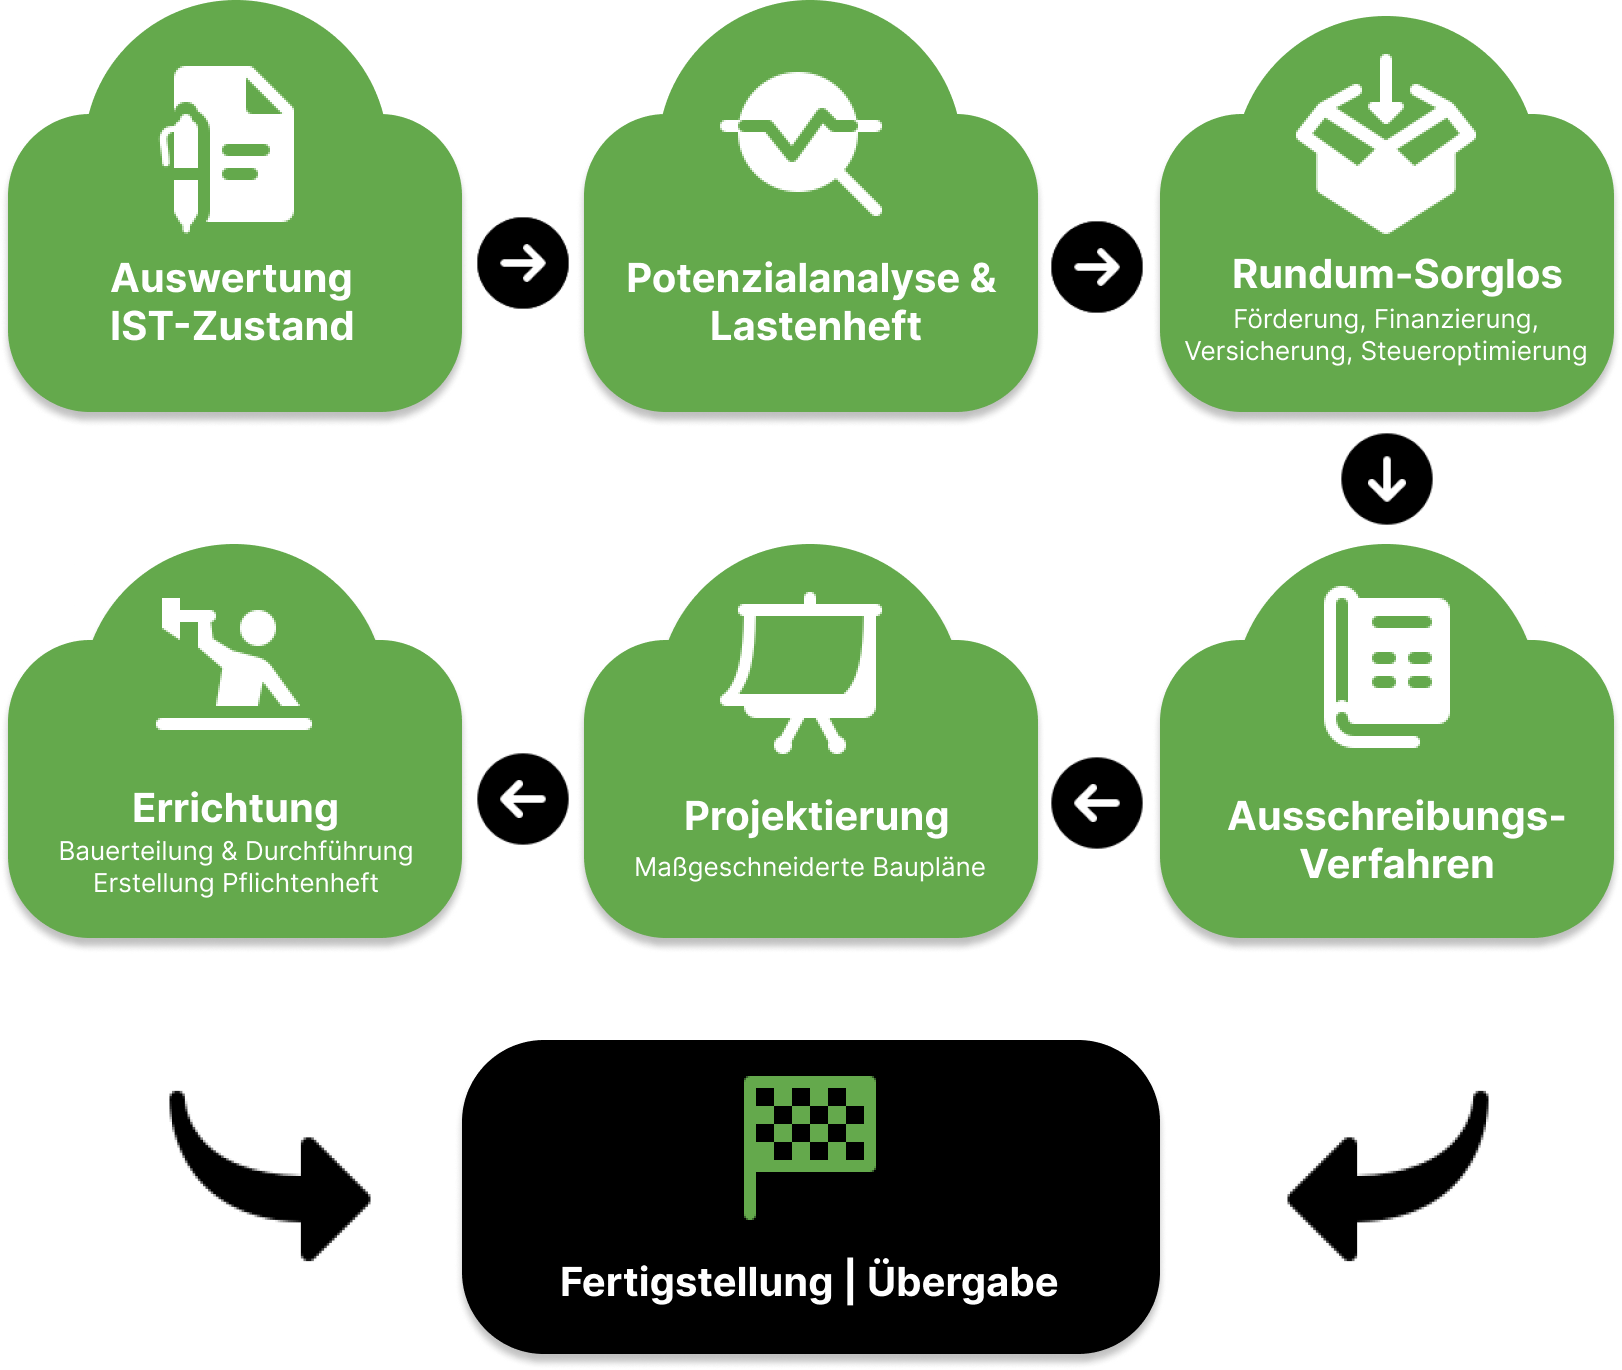 Auswertung
IST-Zustand
Potenzialanalyse &
Lastenheft
Rundum-Sorglos
Förderung, Finanzierung,
Versicherung, Steueroptimierung
Ausschreibungs-
Verfahren
Projektierung
Maßgeschneiderte Baupläne
Errichtung
Bauerteilung & Durchführung
Erstellung Pflichtenheft
Fertigstellung | Übergabe